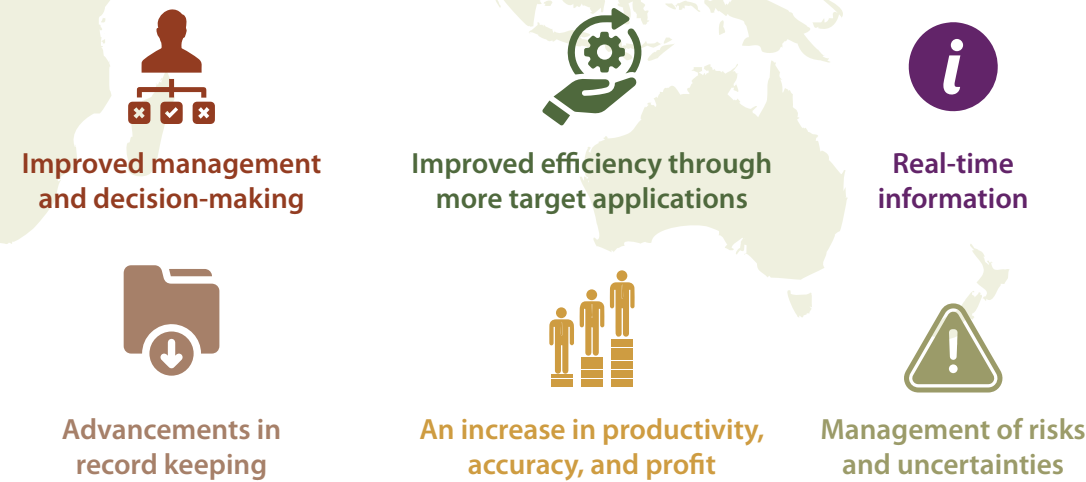 Improved management
and decision-making
Improved efficiency through
more target applications
i
Real-time
information
Advancements in
record keeping
An increase in productivity,
accuracy, and profit
!
Management of risks
and uncertainties